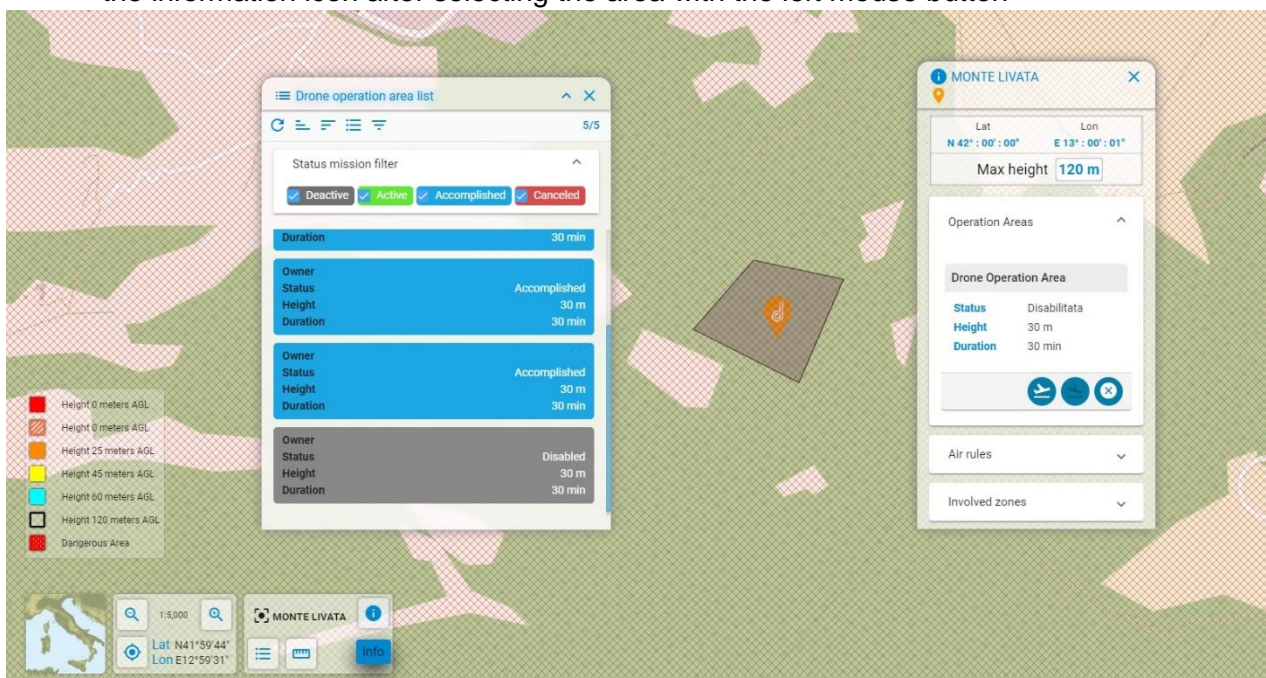 the information icon after selecting the area with the left mouse button
Drone operation area list
5/5
Status mission filter
Deactive Active Accomplished Canceled
Duration 30 min
Owner
Status Accomplished
Height 30 m
Duration 30 min
Owner
Status Accomplished
Height 30 m
Duration 30 min
Owner
Status Disabled
Height 30 m
Duration 30 min
MONTE LIVATA
Lat Lon
N 42° : 00' : 00" E 13° : 00' : 01"
Max height 120 m
Operation Areas
Drone Operation Area
Status Disabilitata
Height 30 m
Duration 30 min
Air rules
Involved zones
Height 0 meters AGL
Height 0 meters AGL
Height 25 meters AGL
Height 45 meters AGL
Height 60 meters AGL
Height 120 meters AGL
Dangerous Area
1:5,000
Lat N41°59'44"
Lon E12°59'31"
MONTE LIVATA
Info